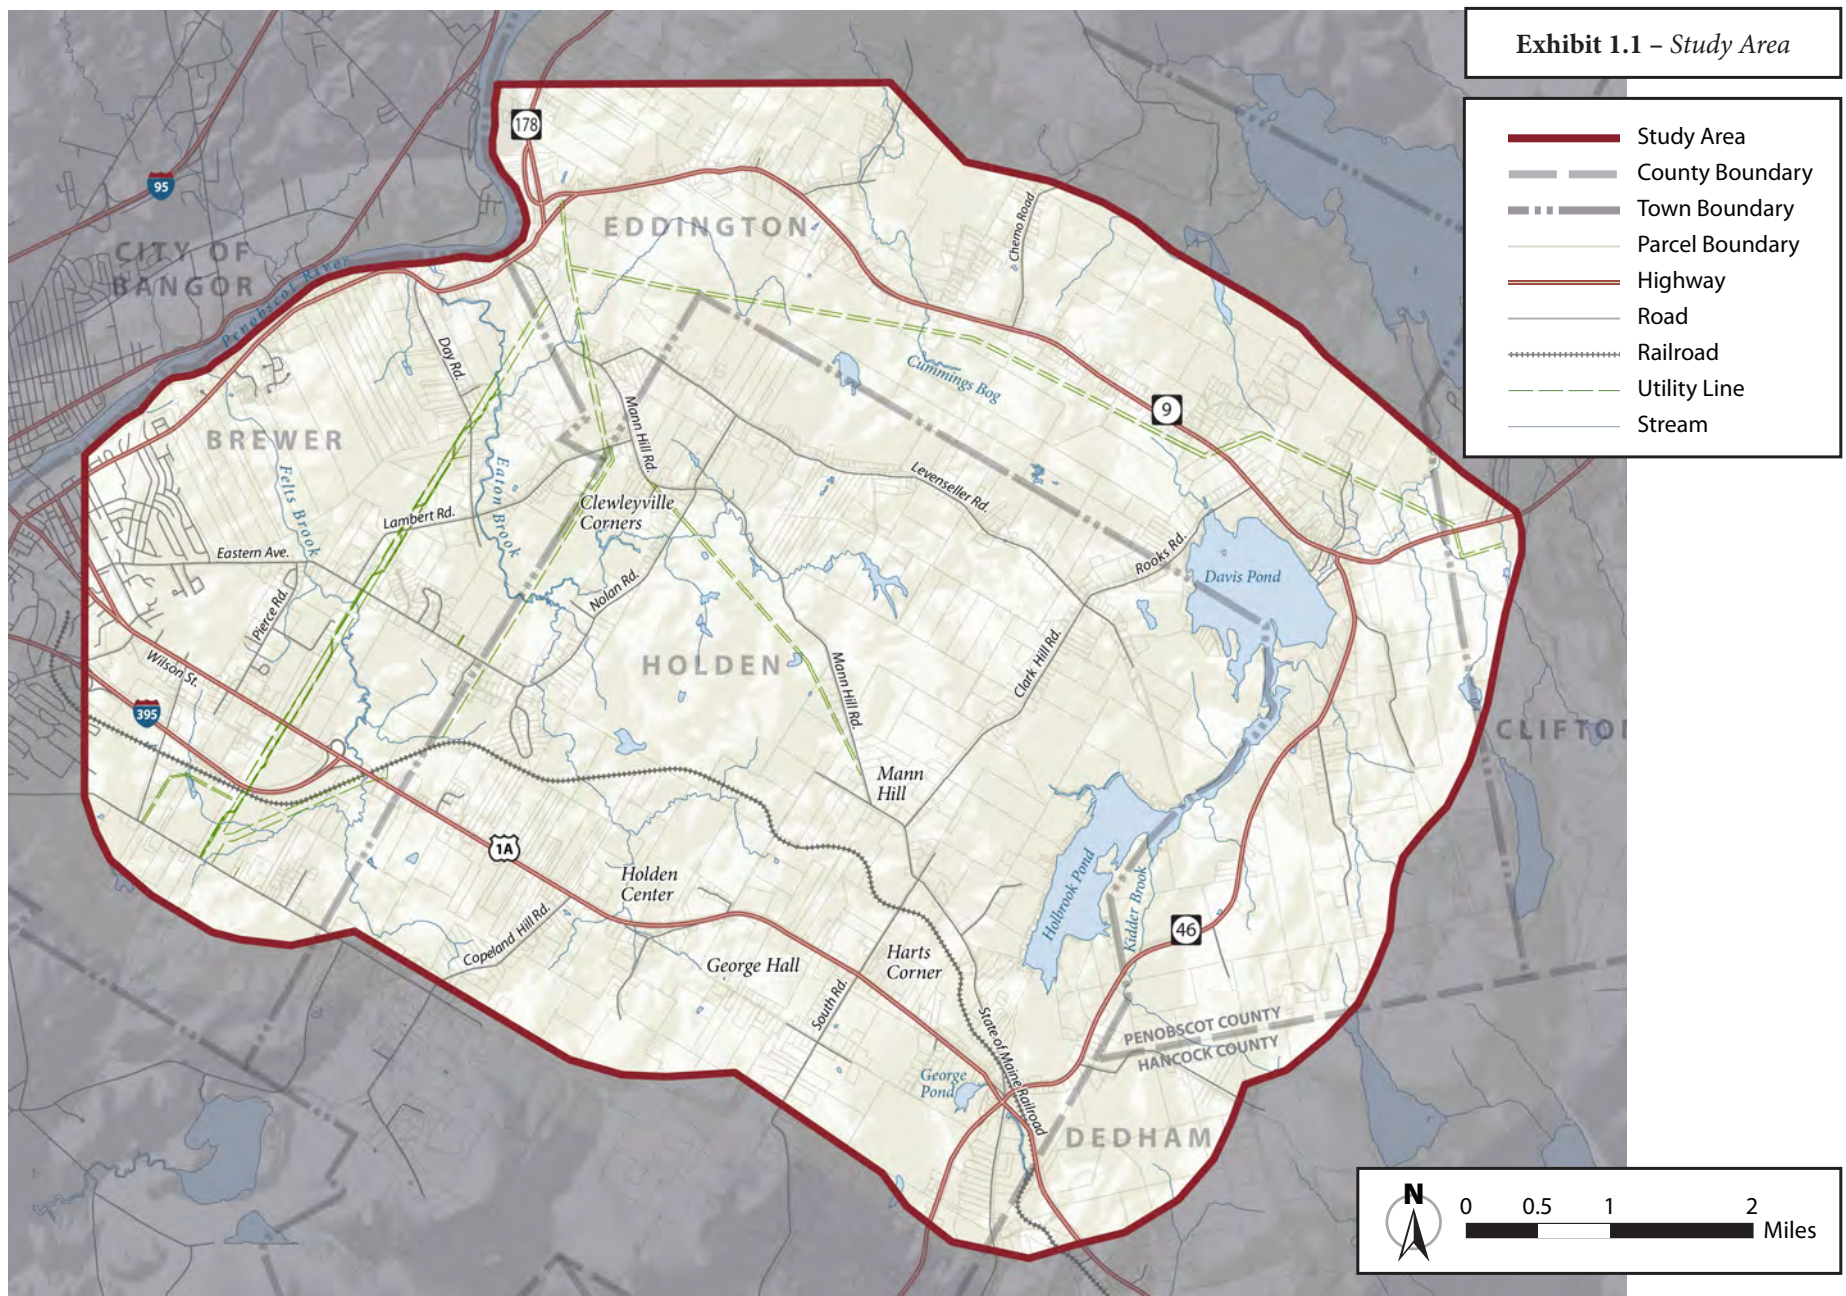 Exhibit 1.1 – Study Area
Study Area
County Boundary
Town Boundary
Parcel Boundary
Highway
Road
Railroad
Utility Line
Stream
178
95
CITY OF
BANGOR
Penobscot River
EDDINGTON
Chemo Road
Day Rd.
Cummings Bog
9
BREWER
Mann Hill Rd.
Felts Brook
Eaton Brook
Levenseller Rd.
Clewleyville
Corners
Lambert Rd.
Eastern Ave.
Rooks Rd.
Davis Pond
Nolan Rd.
Pierce Rd.
HOLDEN
Wilson St.
Mann Hill Rd.
Clark Hill Rd.
395
CLIFTO
Mann
Hill
1A
Holden
Center
Holbrook Pond
Kidder Brook
46
Copeland Hill Rd.
George Hall
Harts
Corner
South Rd.
State of Maine Railroad
PENOBSCOT COUNTY
HANCOCK COUNTY
George
Pond
DEDHAM
N
0 0.5 1 2
Miles